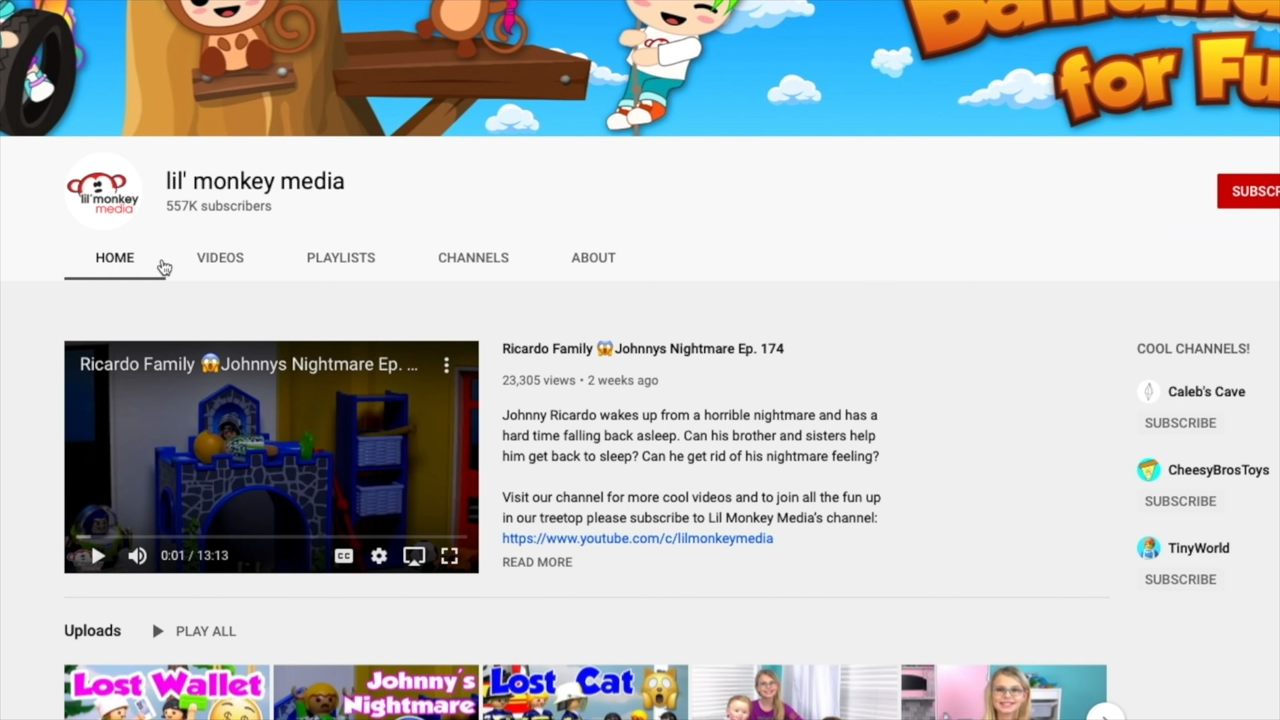 for Fu
lil' monkey media
lil' monkey media
557K subscribers
SUBSCR
HOME
VIDEOS
PLAYLISTS
CHANNELS
ABOUT
Ricardo Family 😱Johnnys Nightmare Ep. ...
0:01 / 13:13
CC
Ricardo Family 😱Johnnys Nightmare Ep. 174
23,305 views • 2 weeks ago
Johnny Ricardo wakes up from a horrible nightmare and has a
hard time falling back asleep. Can his brother and sisters help
him get back to sleep? Can he get rid of his nightmare feeling?
Visit our channel for more cool videos and to join all the fun up
in our treetop please subscribe to Lil Monkey Media's channel:
https://www.youtube.com/c/lilmonkeymedia
READ MORE
COOL CHANNELS!
Caleb's Cave
SUBSCRIBE
CheesyBrosToys
SUBSCRIBE
TinyWorld
SUBSCRIBE
Uploads
PLAY ALL
Lost Wallet
Johnny's
Nightmare
Lost Cat